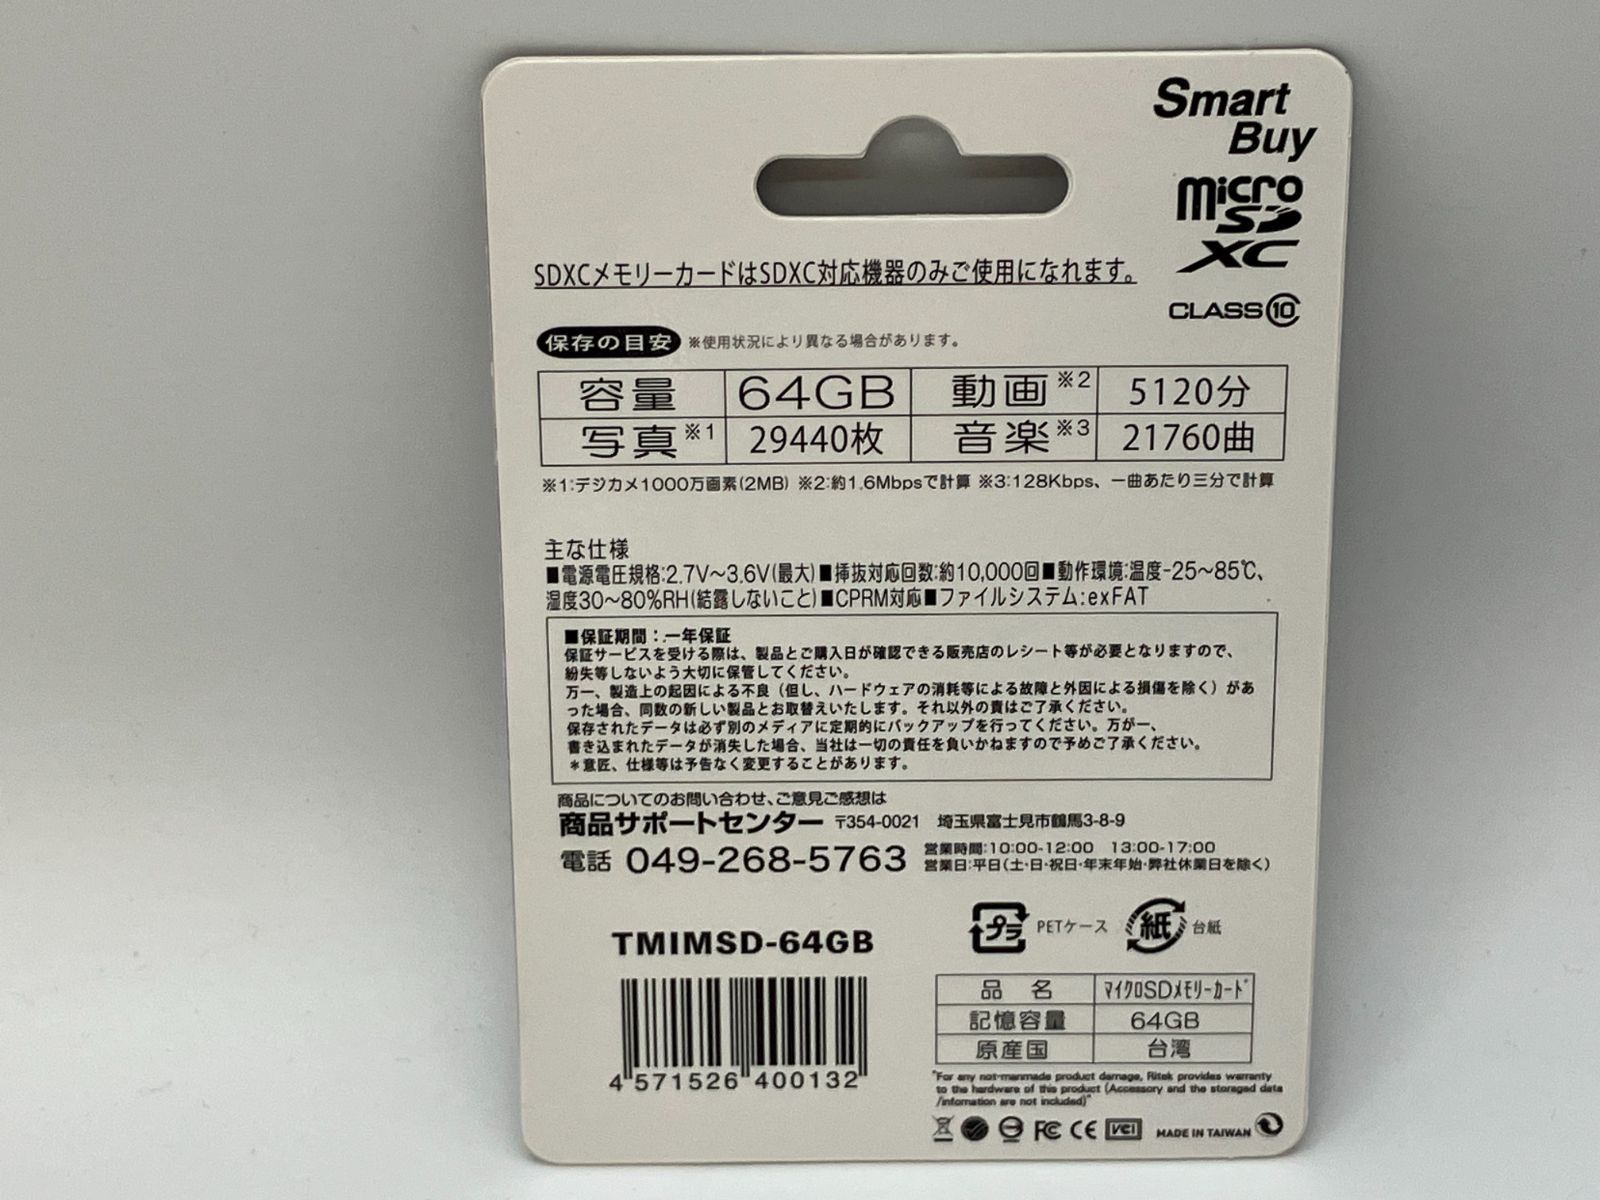 Smart
Buy
micro
SD
XC
CLASS10
SDXCメモリーカードはSDXC対応機器のみご使用になれます。
保存の目安 ※使用状況により異なる場合があります。
容量 64GB 動画※2 5120分
写真※1 29440枚 音楽※3 21760曲
※1:デジカメ1000万画素(2MB) ※2:約1.6Mbpsで計算 ※3:128Kbps、一曲あたり三分で計算
主な仕様
■電源電圧規格:2.7V～3.6V(最大)■挿抜対応回数:約10,000回■動作環境:温度-25～85℃、
湿度30～80%RH(結露しないこと)■CPRM対応■ファイルシステム:exFAT
■保証期間：一年保証
保証サービスを受ける際は、製品とご購入日が確認できる販売店のレシート等が必要となりますので、
紛失等しないよう大切に保管してください。
万一、製造上の起因による不良（但し、ハードウェアの消耗等による故障と外因による損傷を除く）があ
った場合、同数の新しい製品とお取替えいたします。それ以外の責はご了承ください。
保存されたデータは必ず別のメディアに定期的にバックアップを行ってください。万が一、
書き込まれたデータが消失した場合、当社は一切の責任を負いかねますので予めご了承ください。
＊意匠、仕様等は予告なく変更することがあります。
商品についてのお問い合わせ、ご意見ご感想は
商品サポートセンター 〒354-0021 埼玉県富士見市鶴馬3-8-9
電話 049-268-5763 営業時間:10:00-12:00 13:00-17:00
営業日:平日(土・日・祝日・年末年始・弊社休業日を除く)
プラ PETケース 紙 台紙
TMIMSD-64GB
4 571526 400132
品 名 ﾏｲｸﾛSDﾒﾓﾘｰｶｰﾄﾞ
記憶容量 64GB
原産国 台湾
"For any not-manmade product damage, Ritek provides warranty
to the hardware of this product (Accessory and the storaged data
/infomation are not included)"
FC CE VCI MADE IN TAIWAN